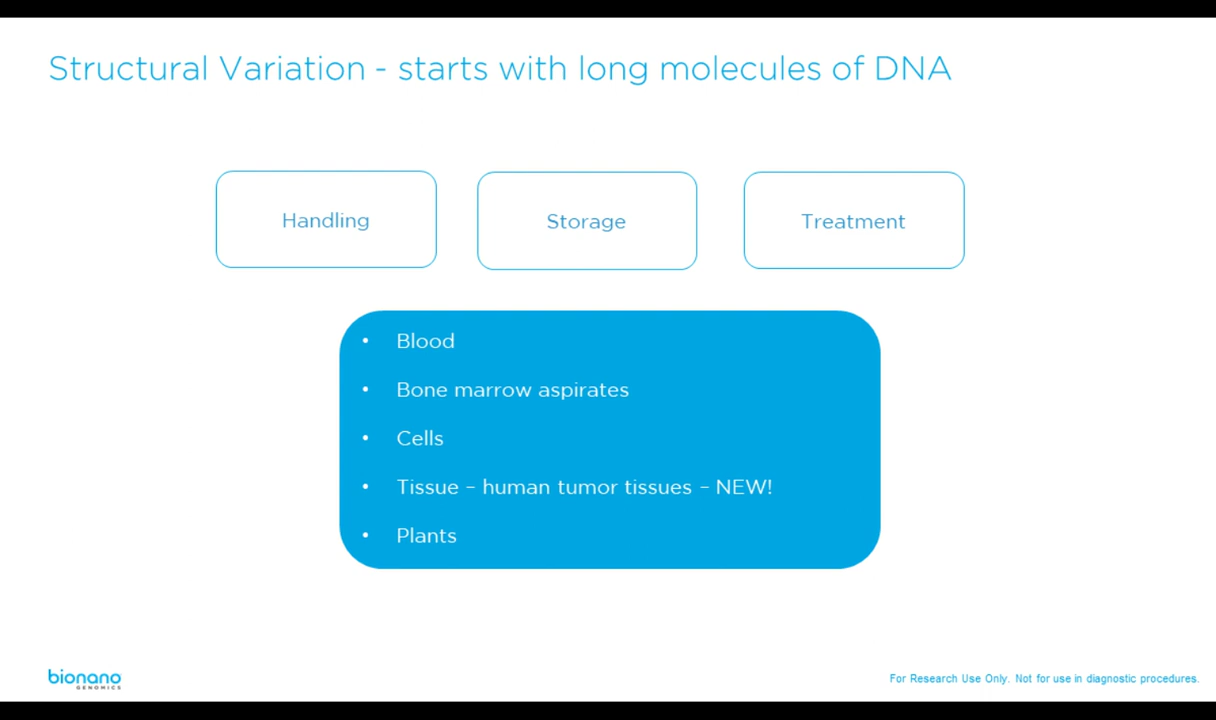 Structural Variation - starts with long molecules of DNA
Handling
Storage
Treatment
• Blood
• Bone marrow aspirates
• Cells
• Tissue – human tumor tissues – NEW!
• Plants
bionano
GENOMICS
For Research Use Only. Not for use in diagnostic procedures.